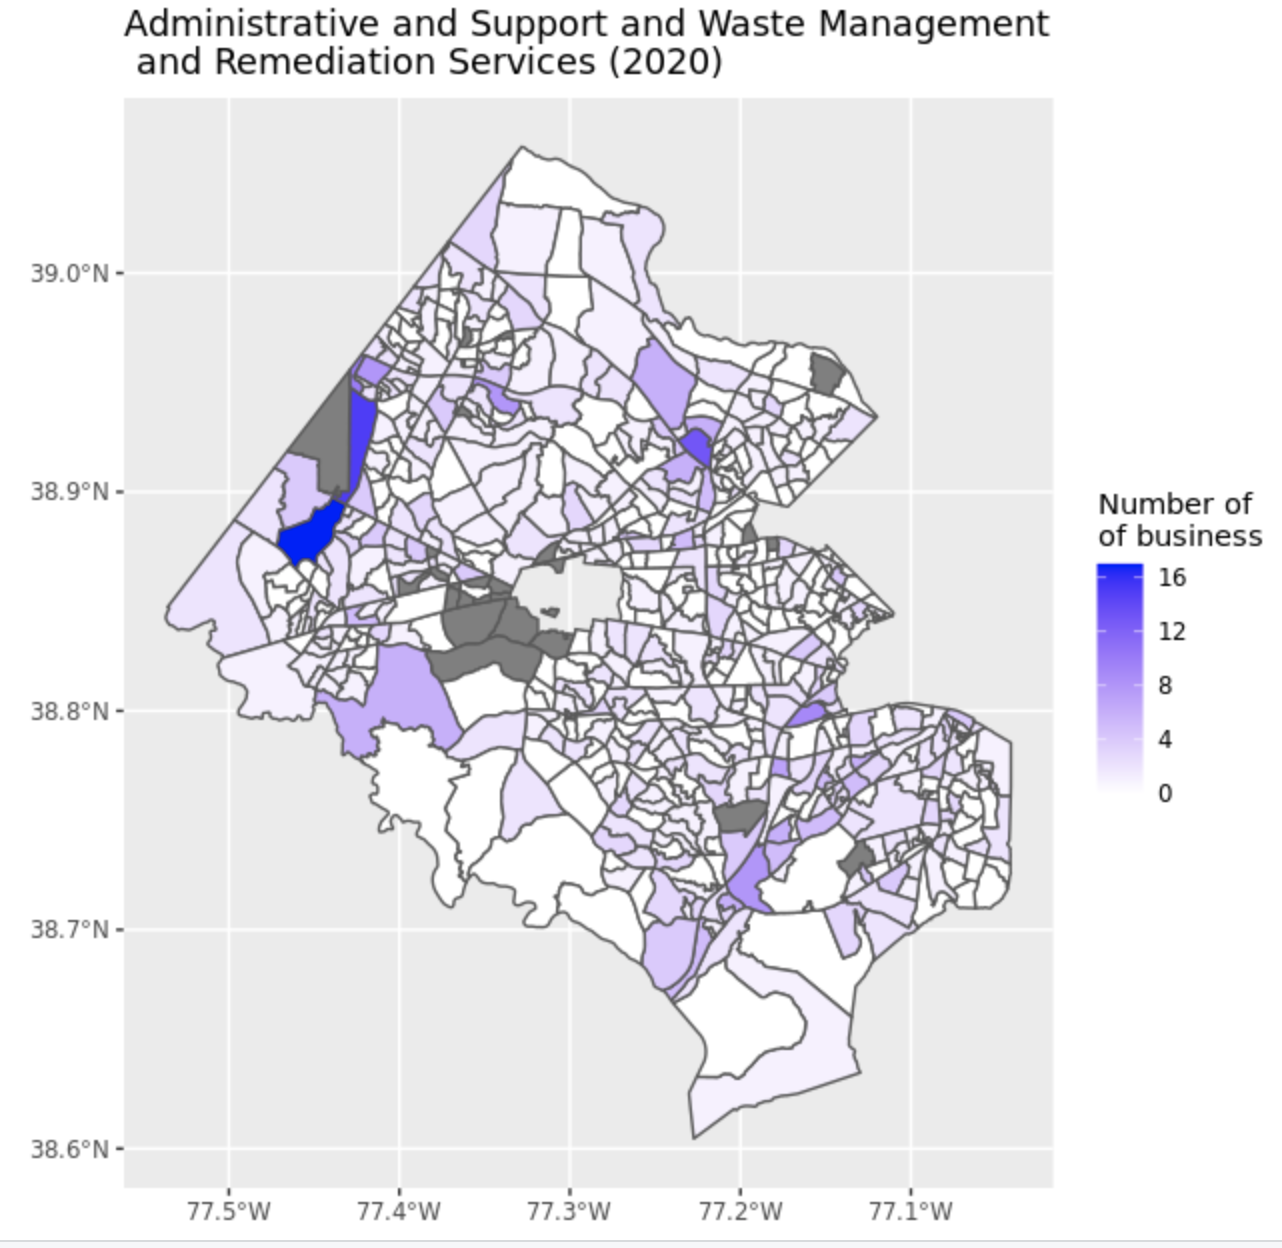 Administrative and Support and Waste Management
and Remediation Services (2020)
39.0°N
38.9°N
38.8°N
38.7°N
38.6°N
77.5°W
77.4°W
77.3°W
77.2°W
77.1°W
Number of
of business
16
12
8
4
0